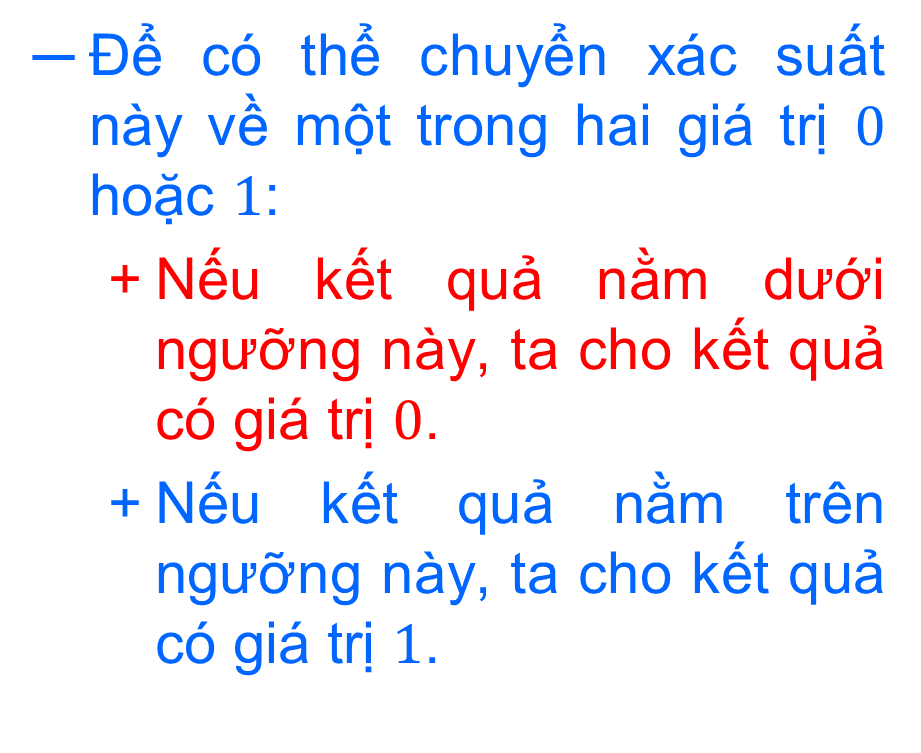 — Để có thể chuyển xác suất
này về một trong hai giá trị 0
hoặc 1:
+ Nếu kết quả nằm dưới
ngưỡng này, ta cho kết quả
có giá trị 0.
+ Nếu kết quả nằm trên
ngưỡng này, ta cho kết quả
có giá trị 1.